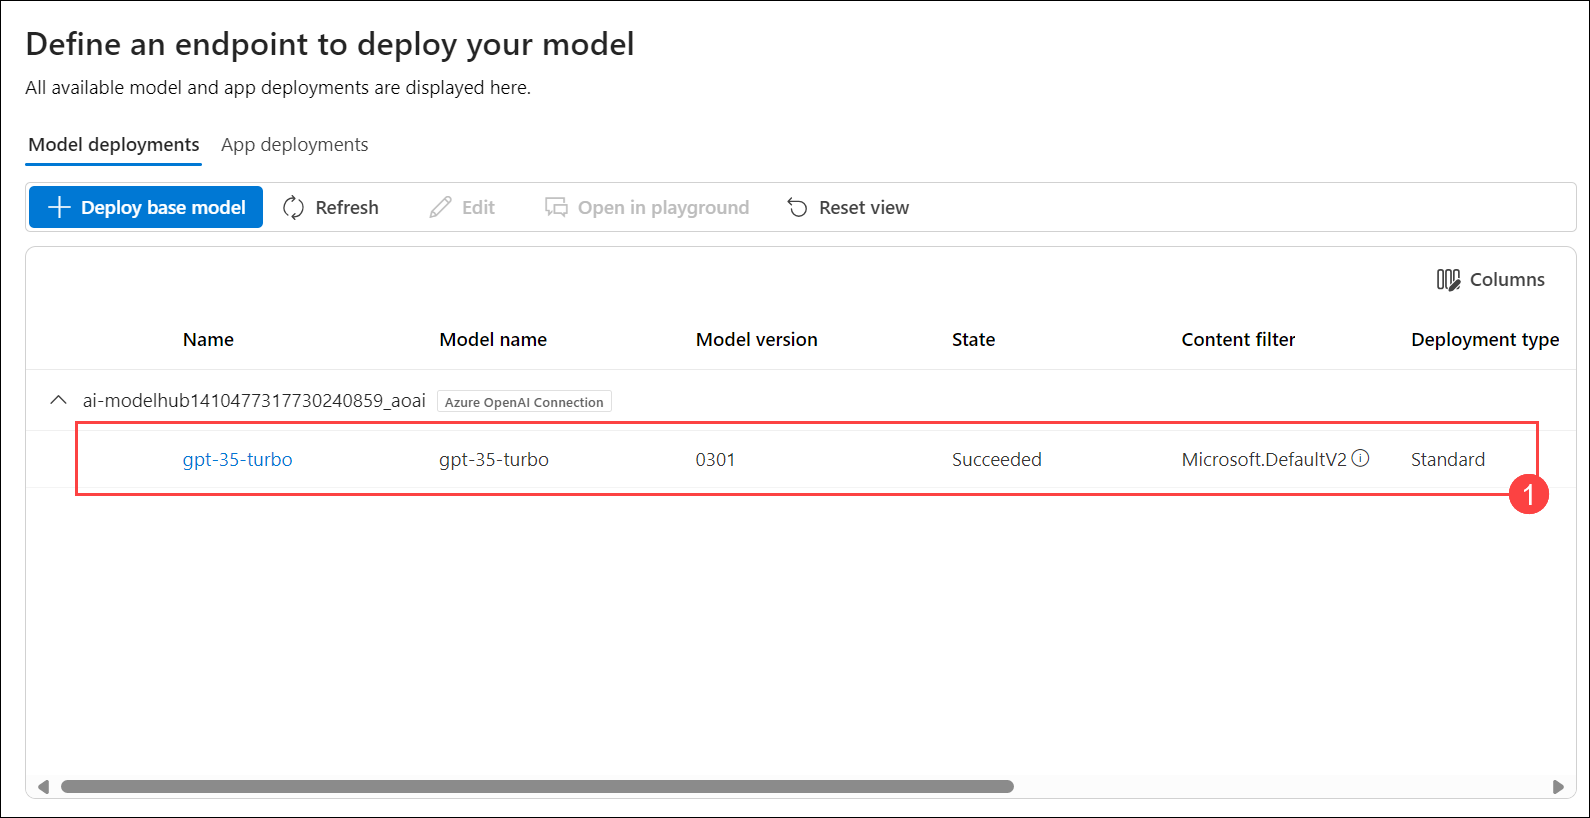 Define an endpoint to deploy your model
All available model and app deployments are displayed here.
Model deployments App deployments
Deploy base model Refresh Edit Open in playground Reset view
Columns
Name Model name Model version State Content filter Deployment type
ai-modelhub1410477317730240859_aoai Azure OpenAI Connection
gpt-35-turbo gpt-35-turbo 0301 Succeeded Microsoft.DefaultV2 Standard
1